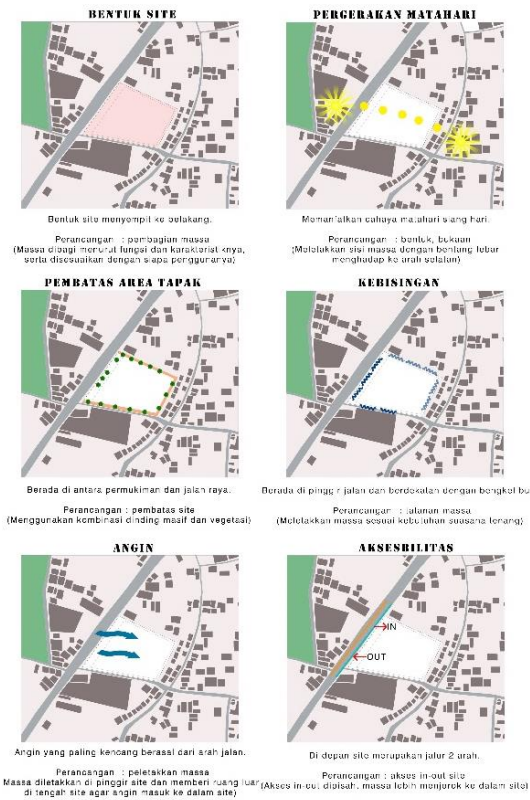 BENTUK SITE
Bentuk site menyempit ke belakang.
Perancangan : pembagian massa
(Massa dibagi menurut fungsi dan karakteristiknya,
serta disesuaikan dengan siapa penggunanya)
PERGERAKAN MATAHARI
Memanfatkan cahaya matahari siang hari.
Perancangan : bentuk, bukaan
(Meletakkan sisi massa dengan bentang lebar
menghadap ke arah selatan)
PEMBATAS AREA TAPAK
Berada di antara permukiman dan jalan raya.
Perancangan : pembatas site
(Menggunakan kombinasi dinding masif dan vegetasi)
KEBISINGAN
Berada di pinggir jalan dan berdekatan dengan bengkel bu
Perancangan : tatanan massa
(Meletakkan massa sesuai kebutuhan suasana tenang)
ANGIN
Angin yang paling kencang berasal dari arah jalan.
Perancangan : peletakkan massa
Massa diletakkan di pinggir site dan memberi ruang luar
di tengah site agar angin masuk ke dalam site)
AKSESBILITAS
IN
OUT
Di depan site merupakan jalur 2 arah.
Perancangan : akses in-out site
(Akses in-out dipisah, massa lebih menjorok ke dalam site)